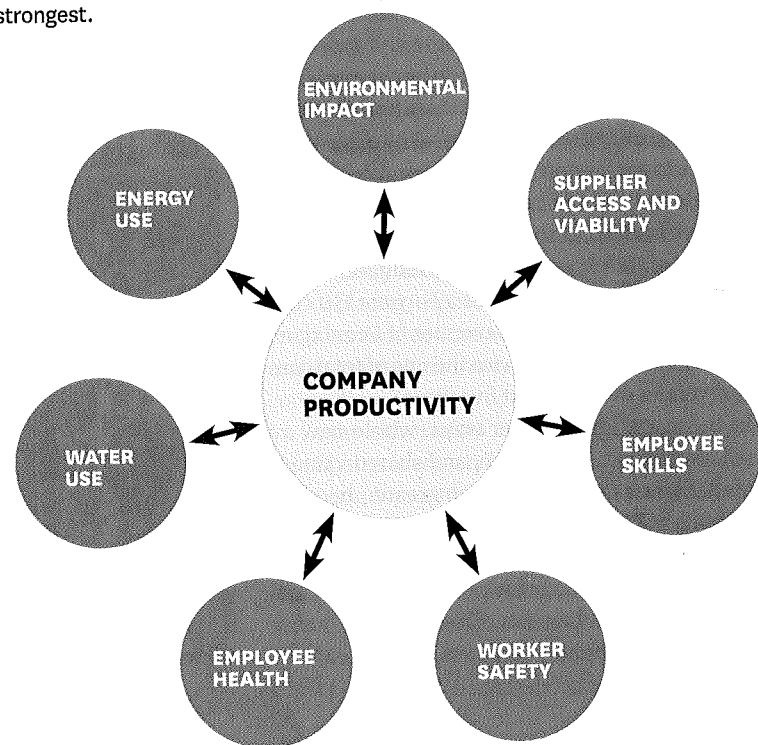 strongest.
ENVIRONMENTAL
IMPACT
SUPPLIER
ACCESS AND
VIABILITY
EMPLOYEE
SKILLS
WORKER
SAFETY
EMPLOYEE
HEALTH
WATER
USE
ENERGY
USE
COMPANY
PRODUCTIVITY